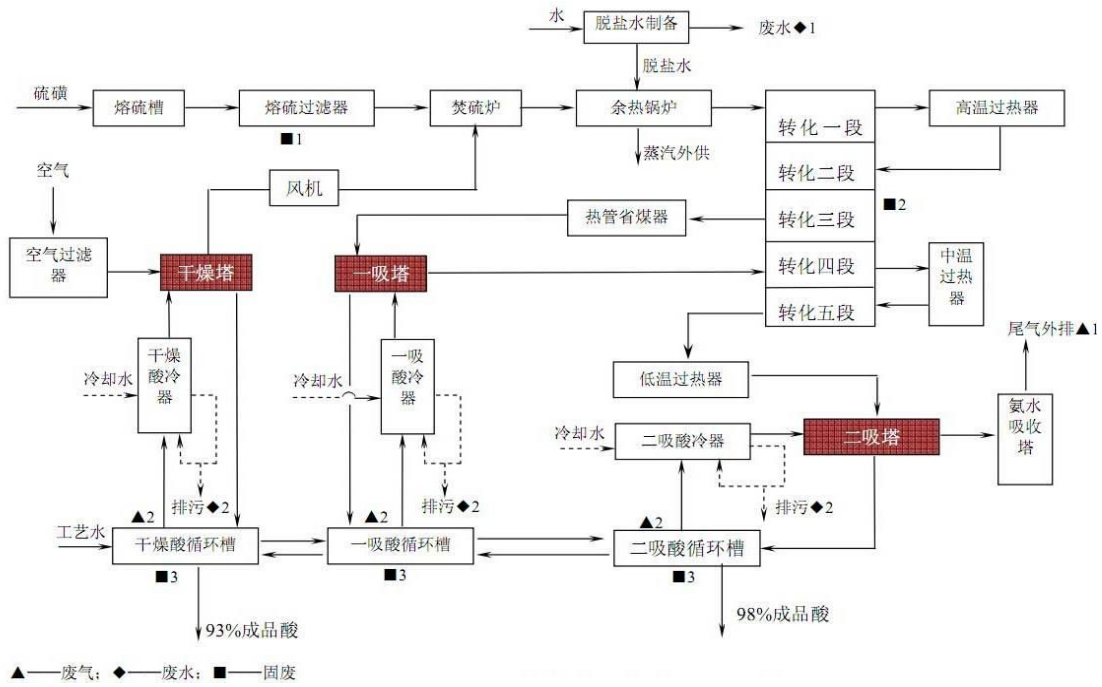 水
脱盐水制备
废水◆1
脱盐水
硫磺
熔硫槽
熔硫过滤器
■1
焚硫炉
余热锅炉
蒸汽外供
转化一段
高温过热器
转化二段
■2
转化三段
转化四段
转化五段
热管省煤器
中温
过热
器
空气
风机
空气过滤
器
干燥塔
一吸塔
干燥
酸冷
器
冷却水
排污◆2
一吸
酸冷
器
冷却水
排污◆2
低温过热器
尾气外排▲1
氨水
吸收
塔
二吸塔
冷却水
二吸酸冷器
排污◆2
工艺水
▲2
干燥酸循环槽
■3
▲2
一吸酸循环槽
■3
▲2
二吸酸循环槽
■3
93%成品酸
98%成品酸
▲——废气；◆——废水；■——固废